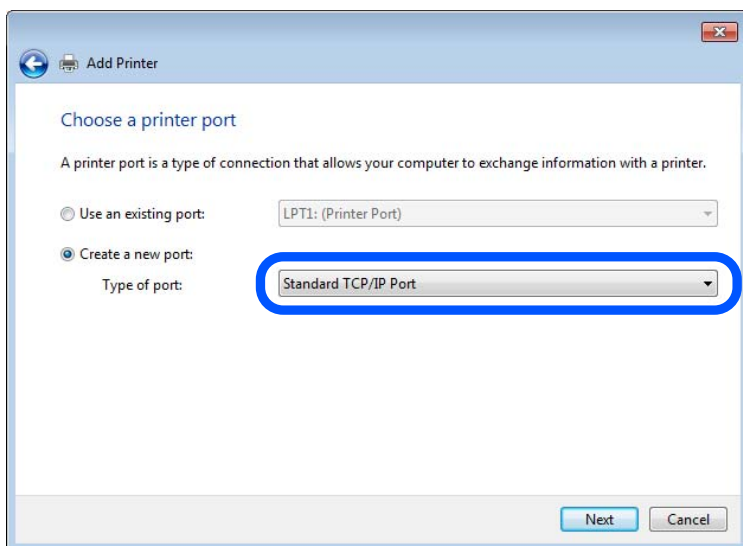 Add Printer
Choose a printer port
A printer port is a type of connection that allows your computer to exchange information with a printer.
Use an existing port: LPT1: (Printer Port)
Create a new port:
Type of port: Standard TCP/IP Port
Next Cancel